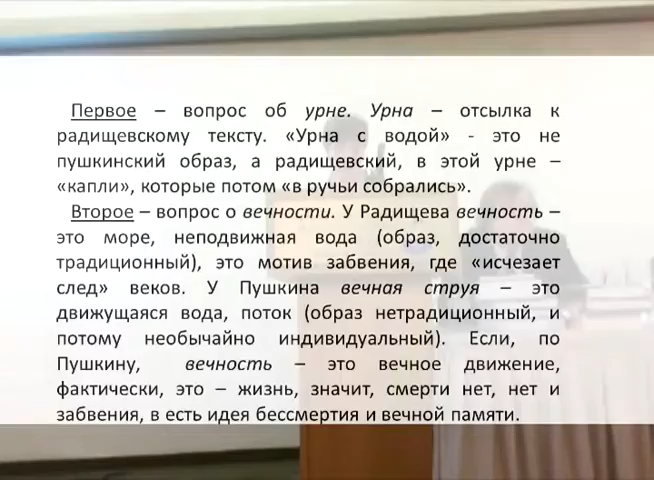 Первое – вопрос об урне. Урна – отсылка к
радищевскому тексту. «Урна с водой» - это не
пушкинский образ, а радищевский, в этой урне –
«капли», которые потом «в ручьи собрались».
Второе – вопрос о вечности. У Радищева вечность –
это море, неподвижная вода (образ, достаточно
традиционный), это мотив забвения, где «исчезает
след» веков. У Пушкина вечная струя – это
движущаяся вода, поток (образ нетрадиционный, и
потому необычайно индивидуальный). Если, по
Пушкину, вечность – это вечное движение,
фактически, это – жизнь, значит, смерти нет, нет и
забвения, в есть идея бессмертия и вечной памяти.